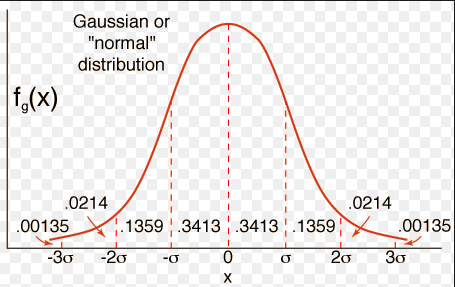 Gaussian or
"normal"
distribution
fg(x)
.0214 .0214
.00135 .1359 .3413 .3413 .1359 .00135
-3σ -2σ -σ 0 σ 2σ 3σ
x